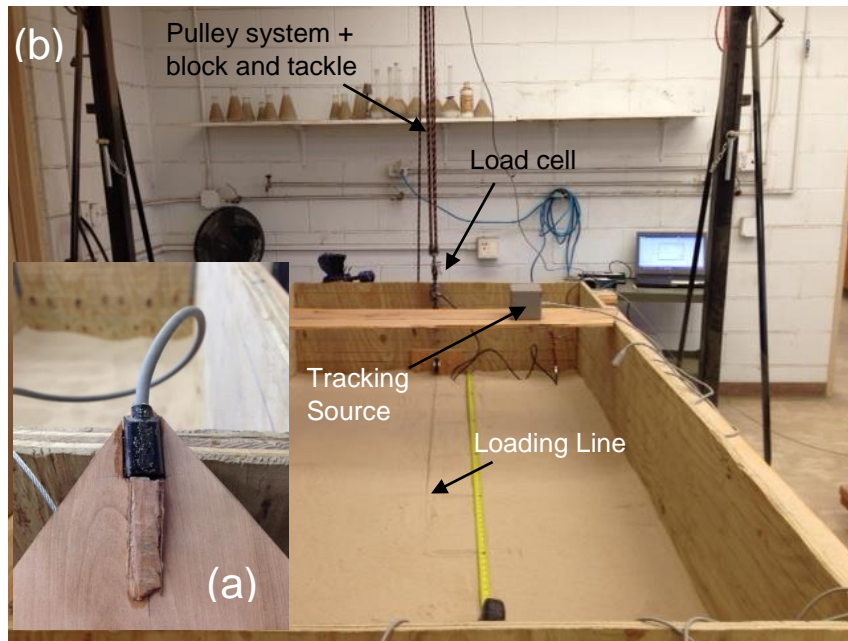 (b)
Pulley system +
block and tackle
Load cell
Tracking
Source
Loading Line
(a)